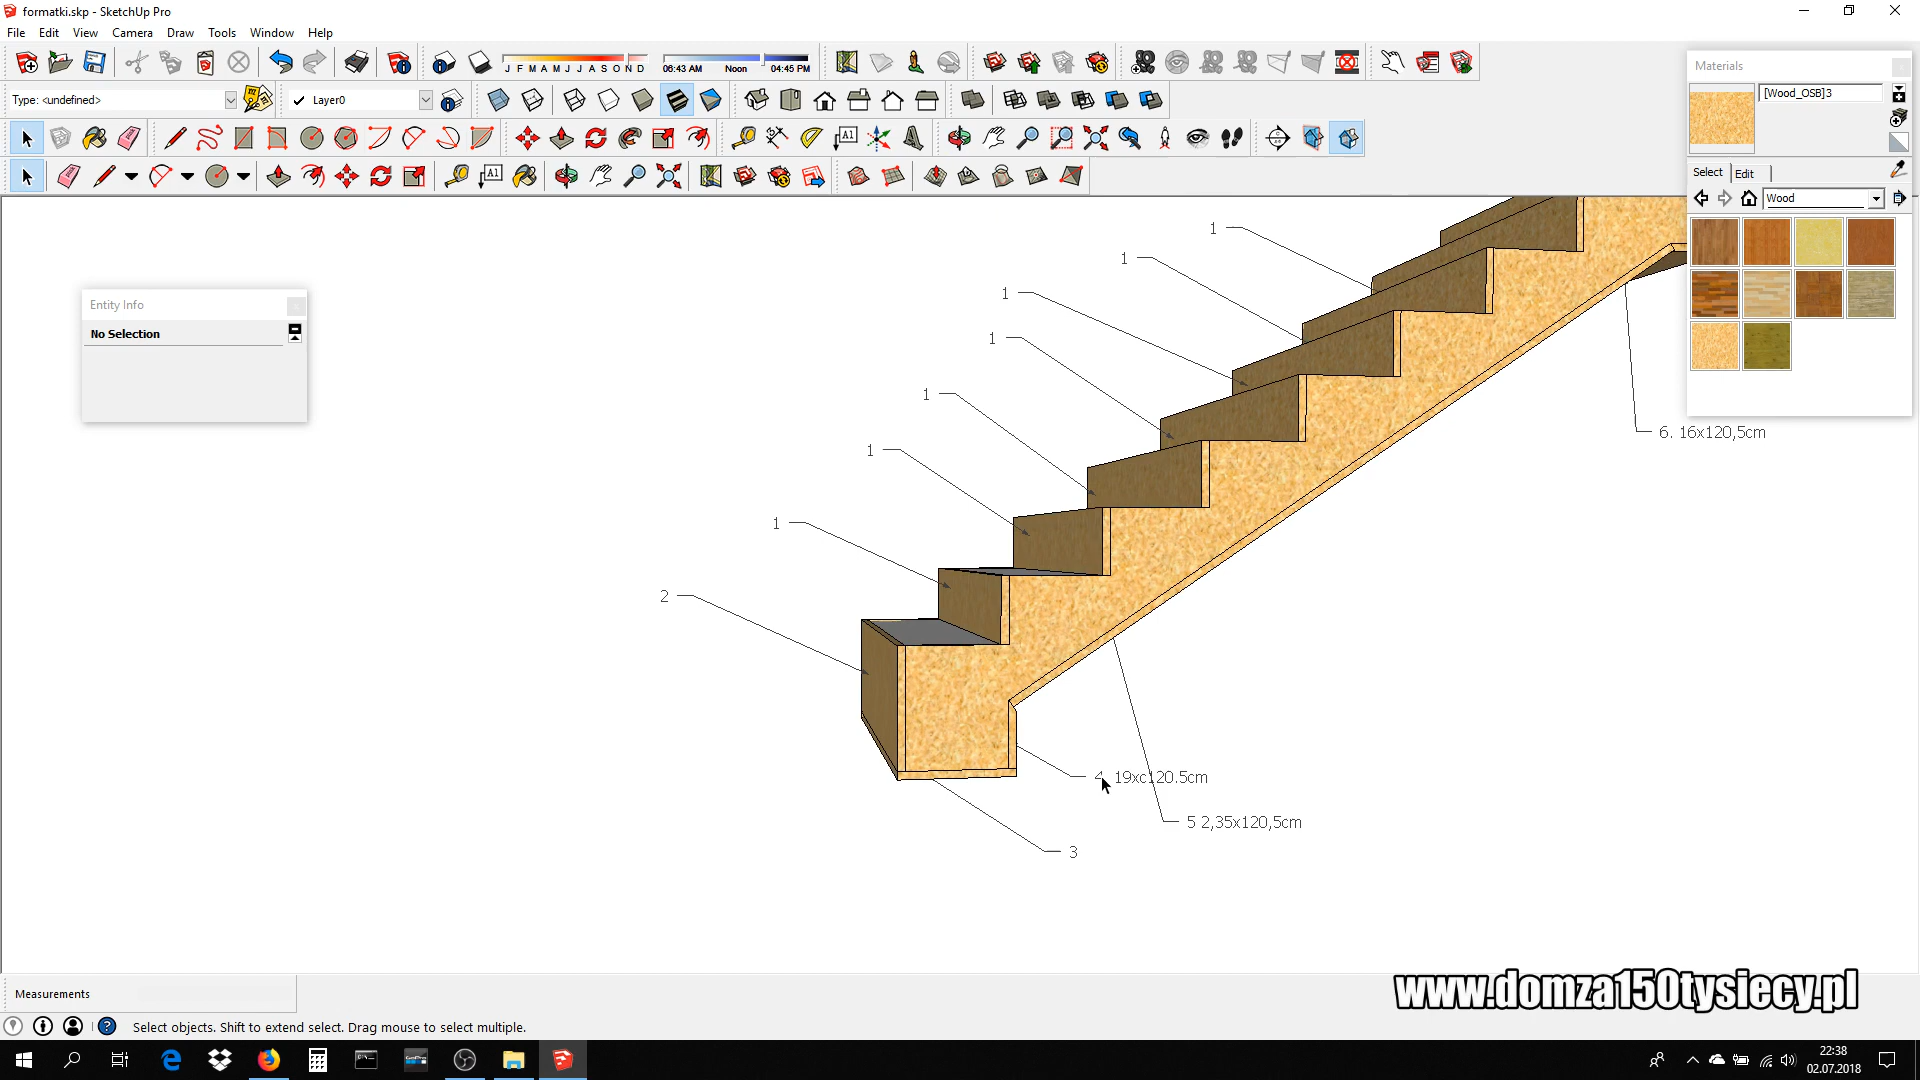 formatki.skp - SketchUp Pro
File Edit View Camera Draw Tools Window Help
J F M A M J J A S O N D
06:43 AM Noon 04:45 PM
Type: <undefined>
Layer0
A1
A1
Materials
[Wood_OSB]3
Select Edit
Wood
Entity Info
No Selection
1
1
1
1
1
1
1
2
6. 16x120,5cm
4. 19xc120.5cm
5 2,35x120,5cm
3
Measurements
www.domza150tysiecy.pl
Select objects. Shift to extend select. Drag mouse to select multiple.
22:38
02.07.2018